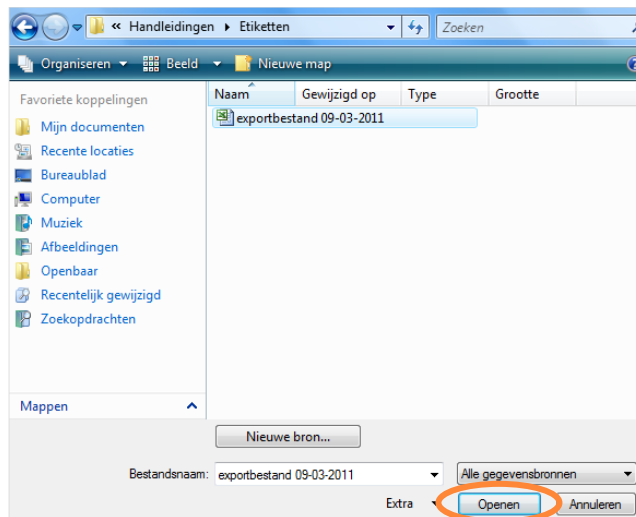 « Handleidingen Etiketten Zoeken
Organiseren Beeld Nieuwe map
Favoriete koppelingen
Mijn documenten
Recente locaties
Bureaublad
Computer
Muziek
Afbeeldingen
Openbaar
Recentelijk gewijzigd
Zoekopdrachten
Mappen
Naam Gewijzigd op Type Grootte
exportbestand 09-03-2011
Nieuwe bron...
Bestandsnaam: exportbestand 09-03-2011 Alle gegevensbronnen
Extra Openen Annuleren